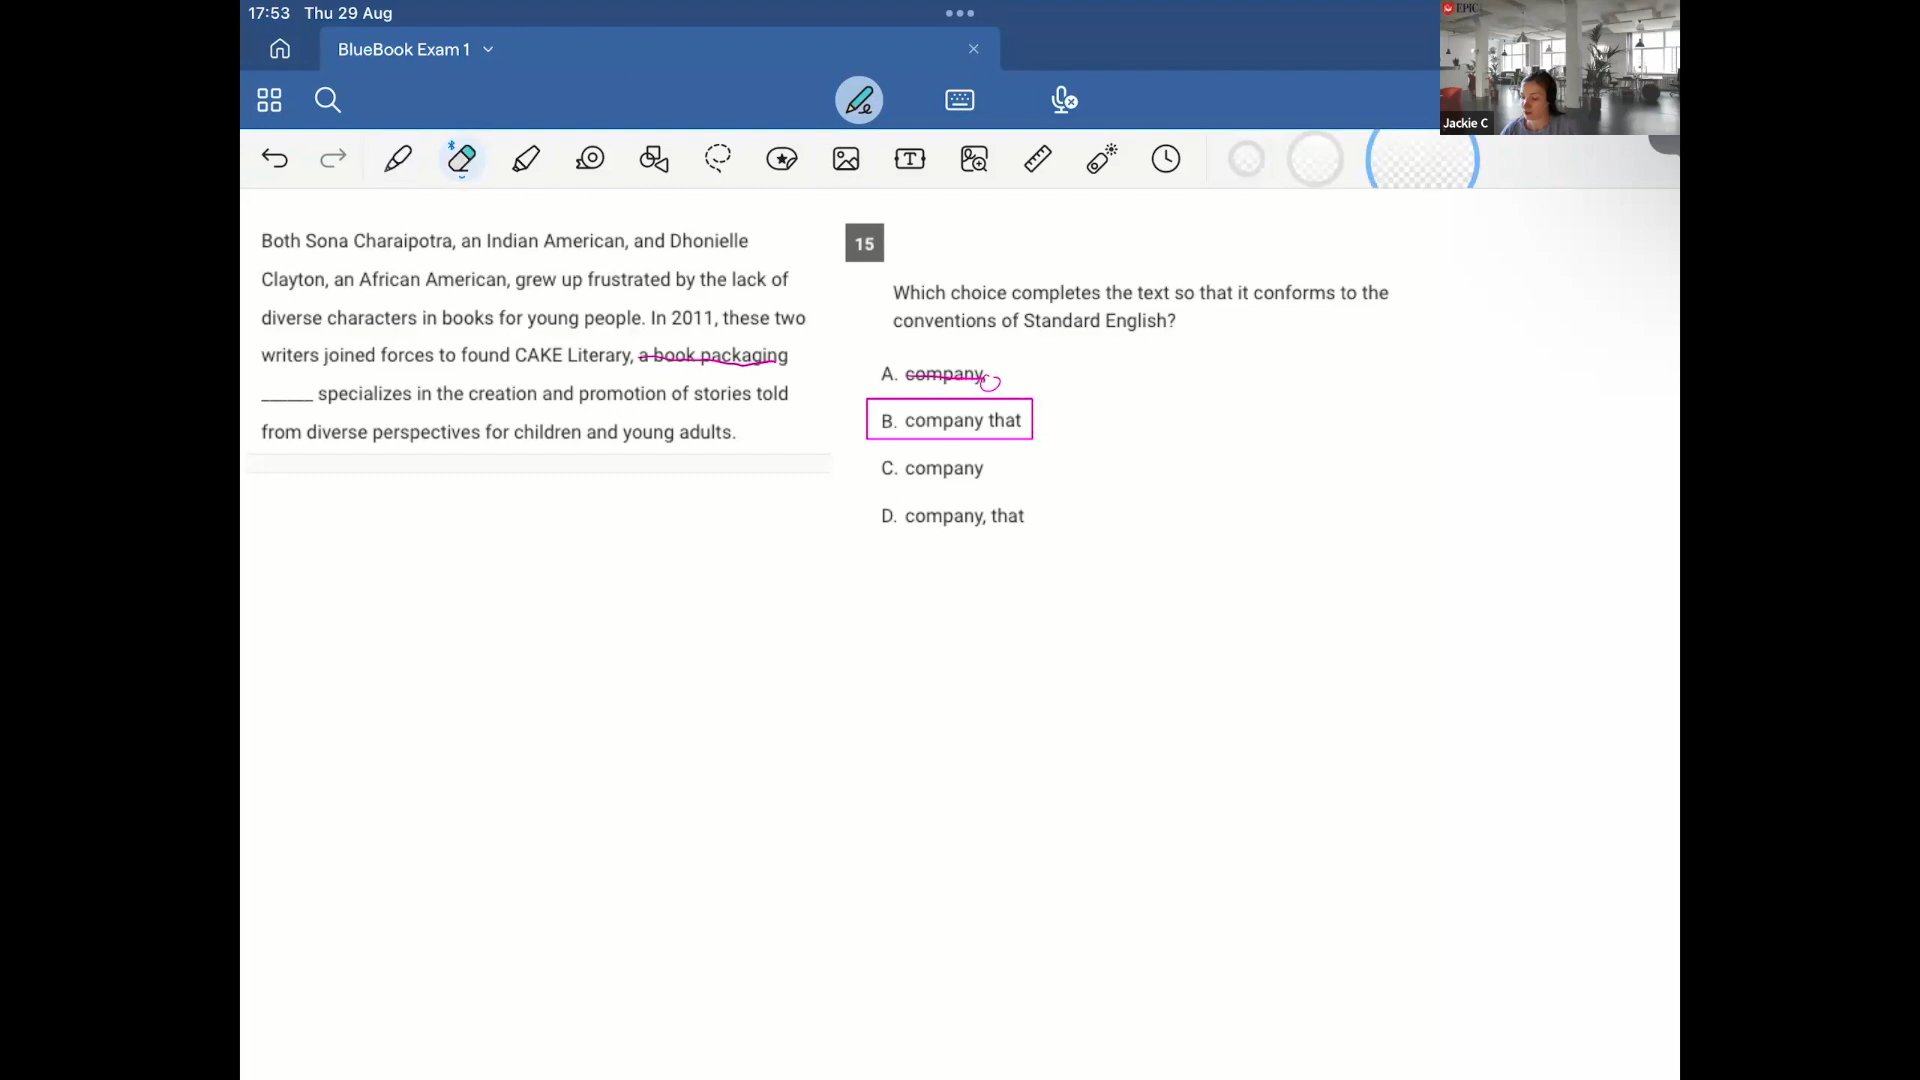 17:53 Thu 29 Aug
BlueBook Exam 1
EPIC
Jackie C
Both Sona Charaipotra, an Indian American, and Dhonielle
Clayton, an African American, grew up frustrated by the lack of
diverse characters in books for young people. In 2011, these two
writers joined forces to found CAKE Literary, a book packaging
______ specializes in the creation and promotion of stories told
from diverse perspectives for children and young adults.
15
Which choice completes the text so that it conforms to the
conventions of Standard English?
A. company,
B. company that
C. company
D. company, that